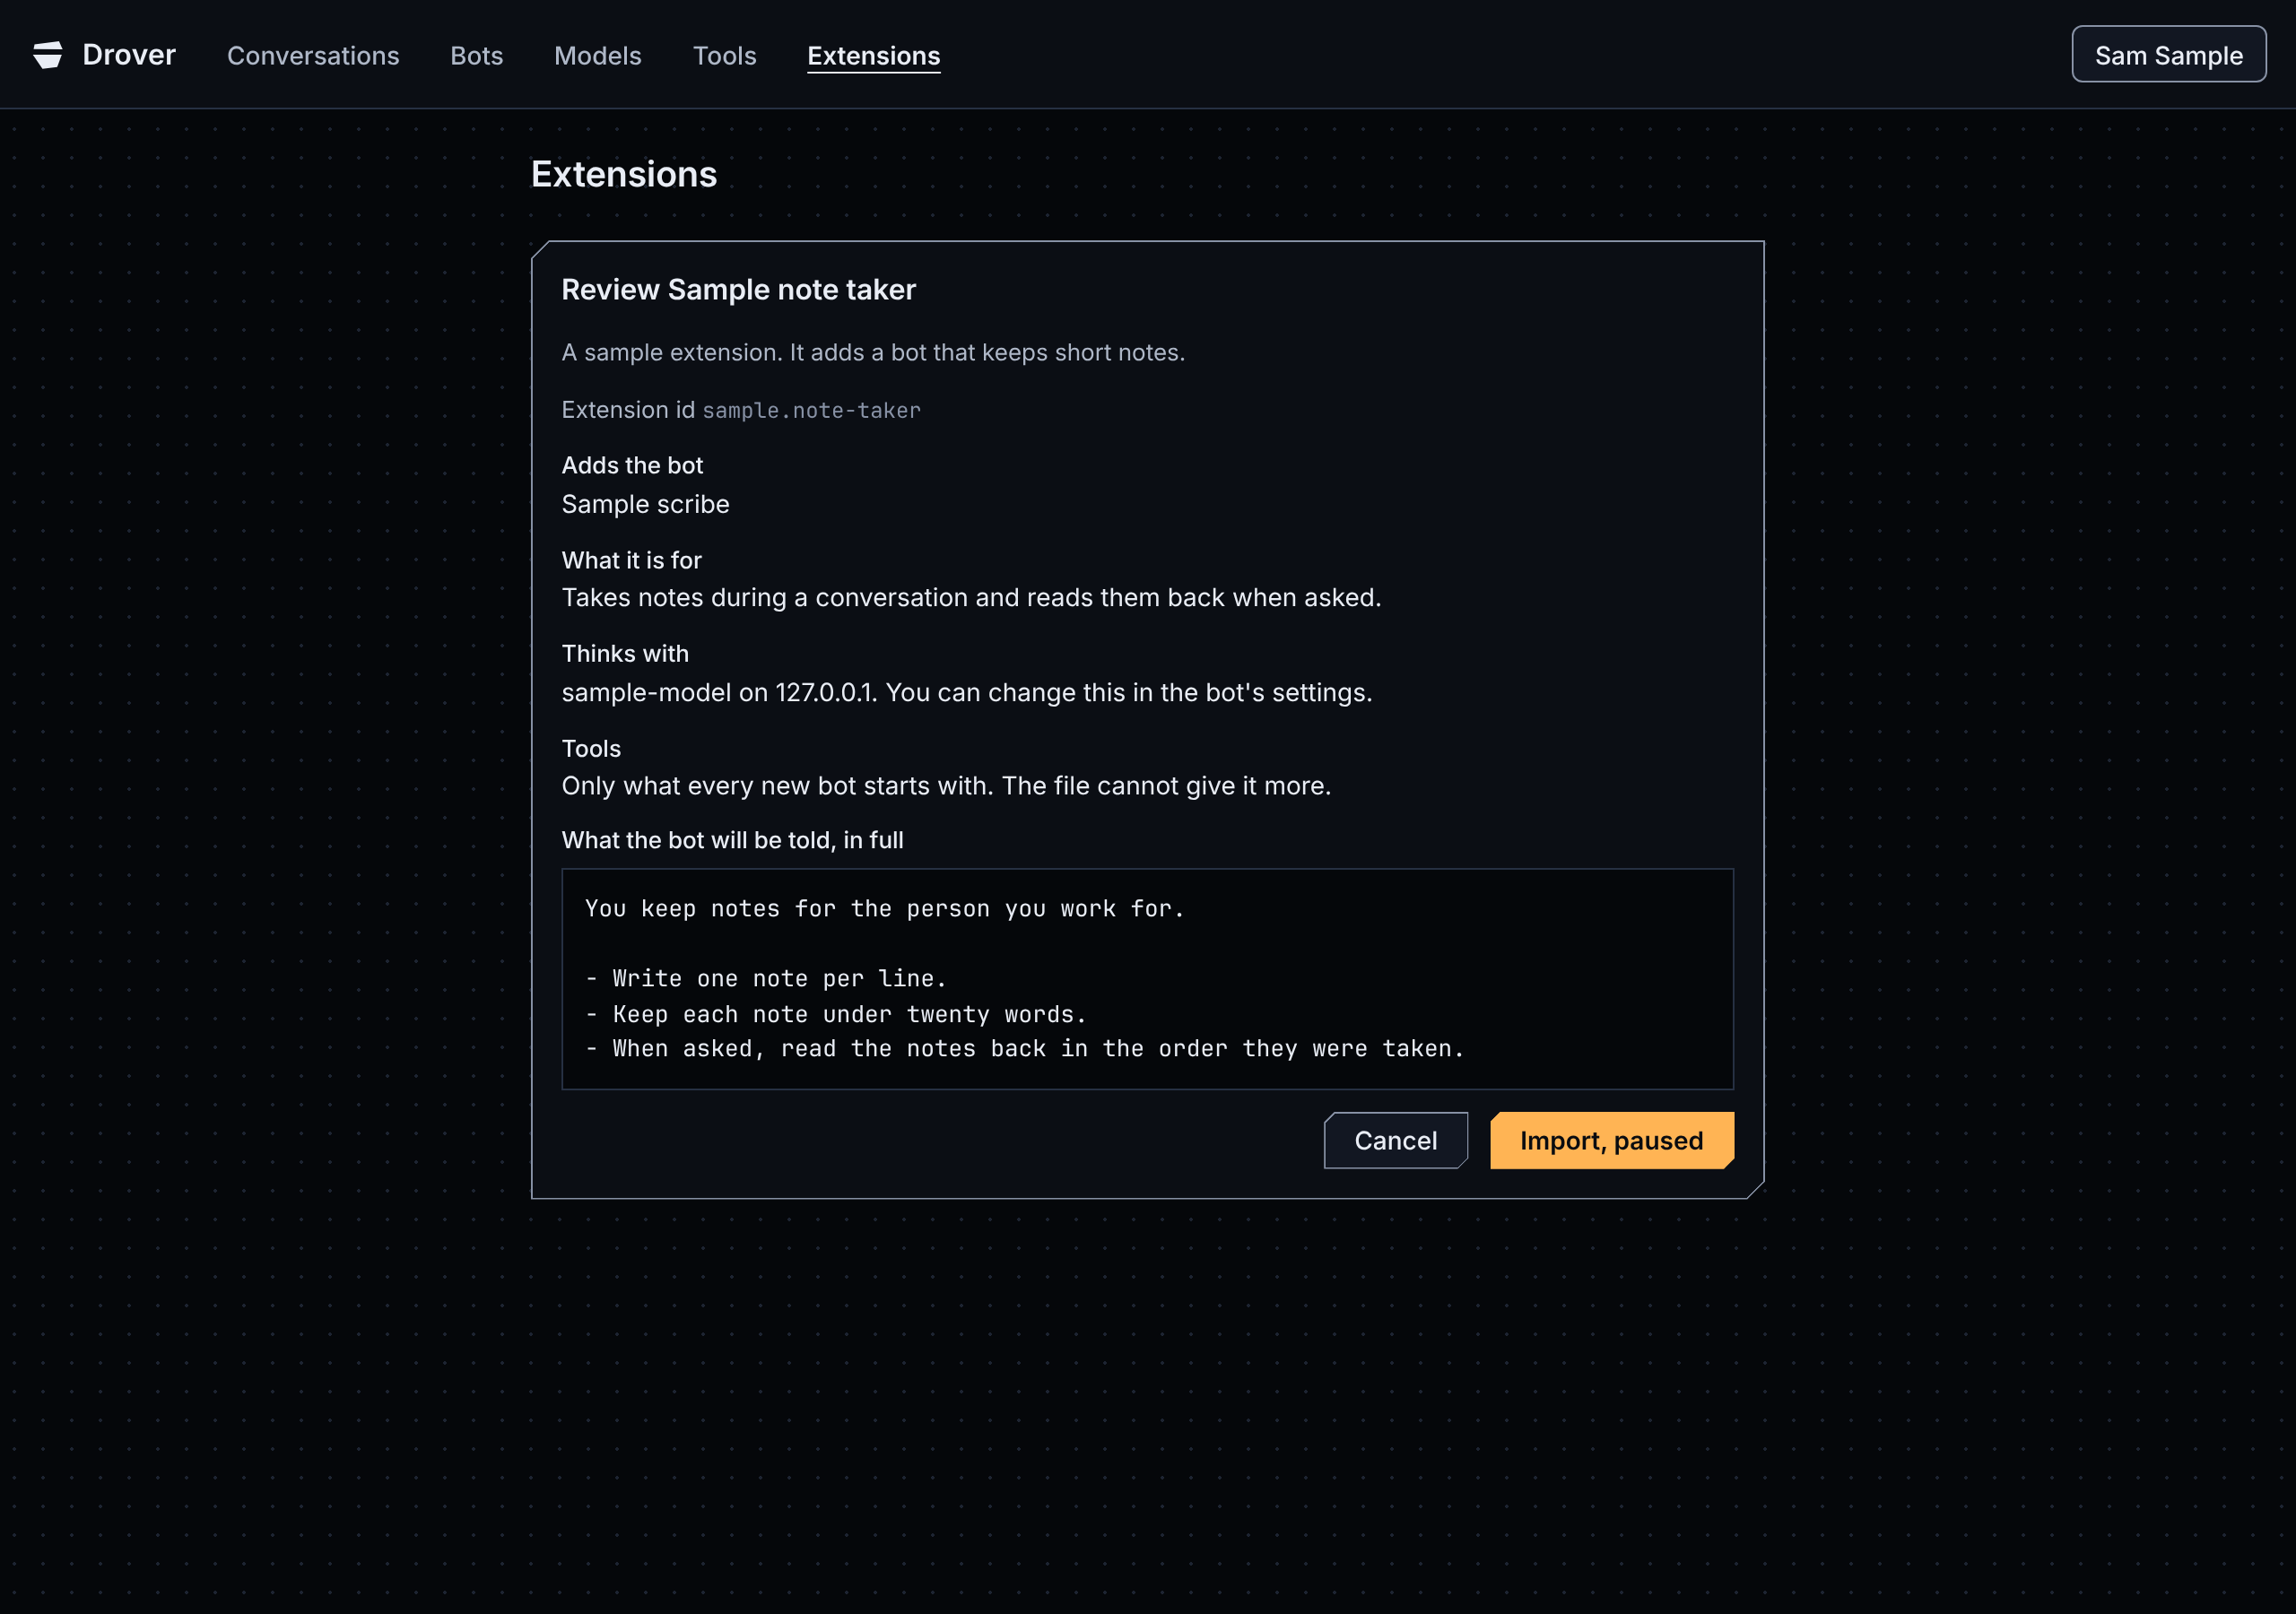 Drover
Conversations
Bots
Models
Tools
Extensions
Sam Sample
Extensions
Review Sample note taker
A sample extension. It adds a bot that keeps short notes.
Extension id sample.note-taker
Adds the bot
Sample scribe
What it is for
Takes notes during a conversation and reads them back when asked.
Thinks with
sample-model on 127.0.0.1. You can change this in the bot's settings.
Tools
Only what every new bot starts with. The file cannot give it more.
What the bot will be told, in full
You keep notes for the person you work for.
- Write one note per line.
- Keep each note under twenty words.
- When asked, read the notes back in the order they were taken.
Cancel
Import, paused